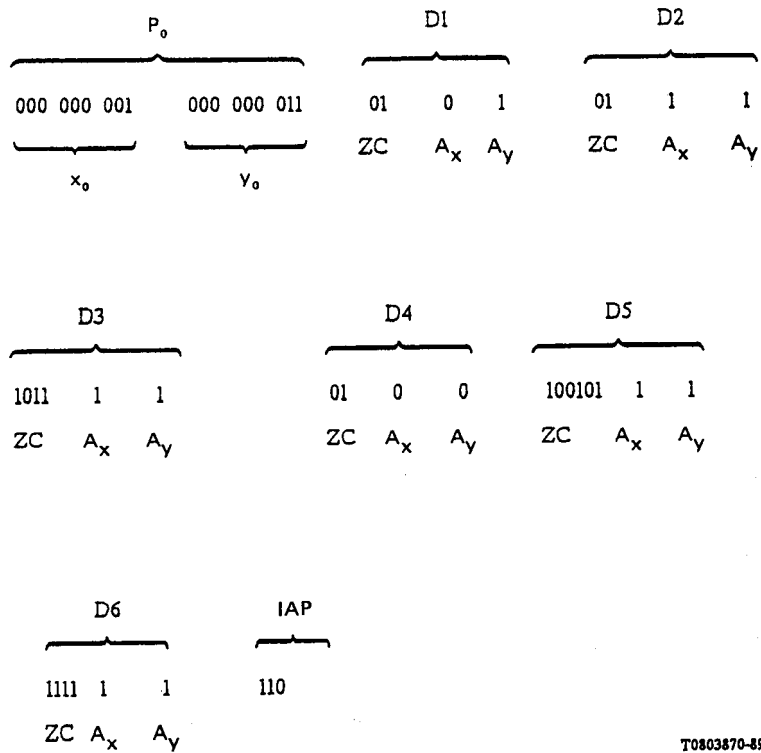 P₀ D1 D2
000 000 001 000 000 011 01 0 1 01 1 1
ZC Aₓ Aᵧ ZC Aₓ Aᵧ
x₀ y₀
D3 D4 D5
1011 1 1 01 0 0 100101 1 1
ZC Aₓ Aᵧ ZC Aₓ Aᵧ ZC Aₓ Aᵧ
D6 IAP
1111 1 1 110
ZC Aₓ Aᵧ